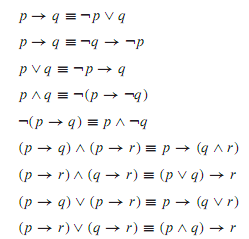 p → q ≡ ¬p ∨ q
p → q ≡ ¬q → ¬p
p ∨ q ≡ ¬p → q
p ∧ q ≡ ¬(p → ¬q)
¬(p → q) ≡ p ∧ ¬q
(p → q) ∧ (p → r) ≡ p → (q ∧ r)
(p → r) ∧ (q → r) ≡ (p ∨ q) → r
(p → q) ∨ (p → r) ≡ p → (q ∨ r)
(p → r) ∨ (q → r) ≡ (p ∧ q) → r